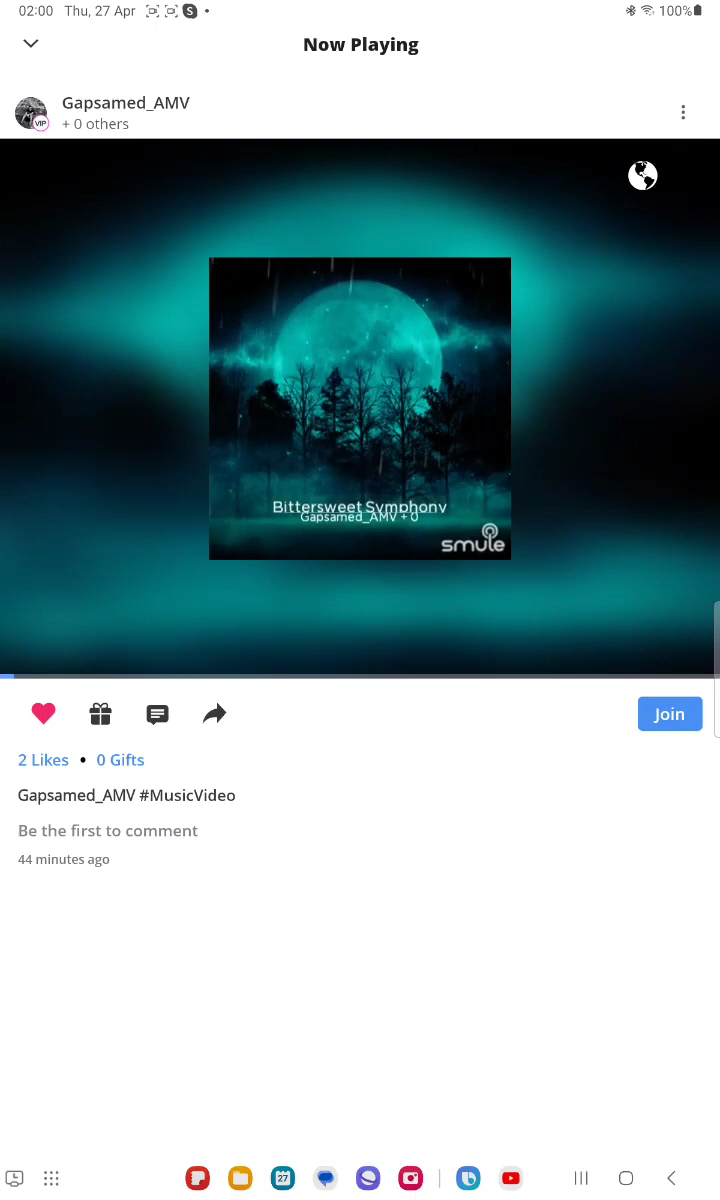 02:00 Thu, 27 Apr S 100%
Now Playing
Gapsamed_AMV
VIP
+ 0 others
Bittersweet Symphony
Gapsamed_AMV + 0
smule
Join
2 Likes • 0 Gifts
Gapsamed_AMV #MusicVideo
Be the first to comment
44 minutes ago
27